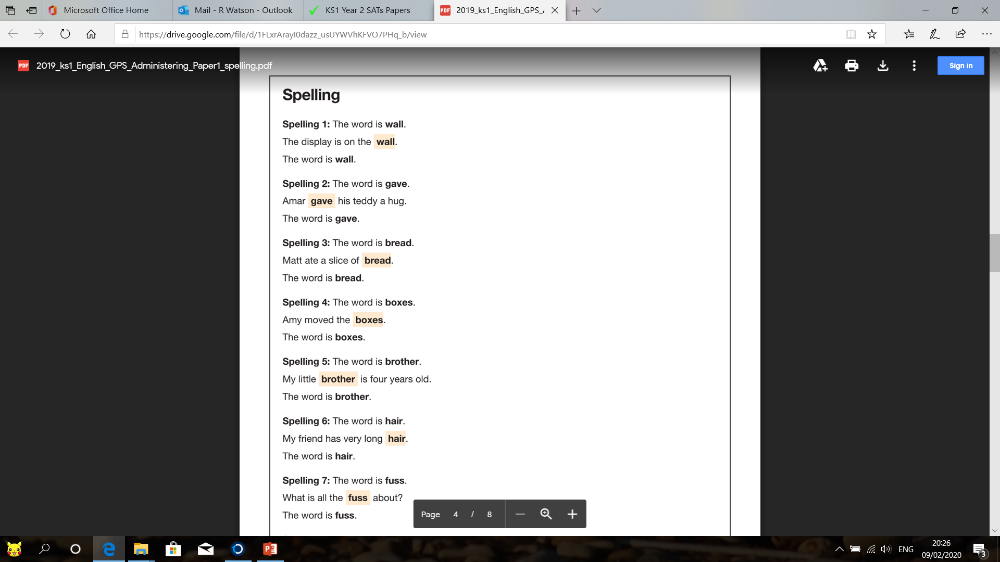 Microsoft Office Home
Mail - R Watson - Outlook
KS1 Year 2 SATs Papers
PDF 2019_ks1_English_GPS_A
https://drive.google.com/file/d/1FLxrArayI0dazz_usUYWVhKFVO7PHq_b/view
PDF 2019_ks1_English_GPS_Administering_Paper1_spelling.pdf
Sign in
Spelling
Spelling 1: The word is wall.
The display is on the wall.
The word is wall.
Spelling 2: The word is gave.
Amar gave his teddy a hug.
The word is gave.
Spelling 3: The word is bread.
Matt ate a slice of bread.
The word is bread.
Spelling 4: The word is boxes.
Amy moved the boxes.
The word is boxes.
Spelling 5: The word is brother.
My little brother is four years old.
The word is brother.
Spelling 6: The word is hair.
My friend has very long hair.
The word is hair.
Spelling 7: The word is fuss.
What is all the fuss about?
The word is fuss.
Page 4 / 8
ENG
20:26
09/02/2020
3